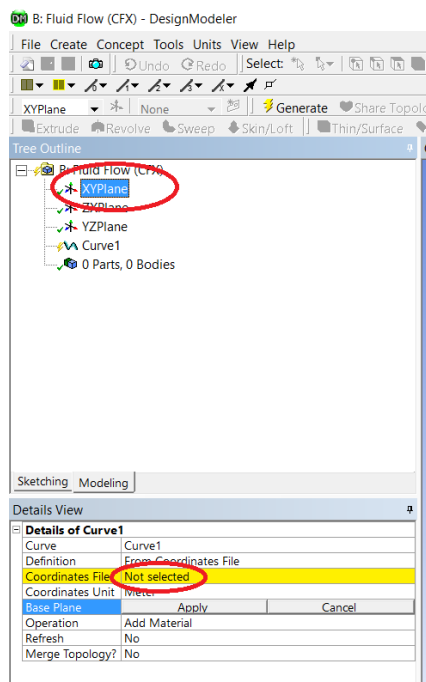 B: Fluid Flow (CFX) - DesignModeler
File Create Concept Tools Units View Help
Undo Redo Select:
XYPlane None Generate Share Topolo
Extrude Revolve Sweep Skin/Loft Thin/Surface
Tree Outline
B: Fluid Flow (CFX)
XYPlane
ZXPlane
YZPlane
Curve1
0 Parts, 0 Bodies
Sketching Modeling
Details View
Details of Curve1
Curve Curve1
Definition From Coordinates File
Coordinates File Not selected
Coordinates Unit Meter
Base Plane Apply Cancel
Operation Add Material
Refresh No
Merge Topology? No